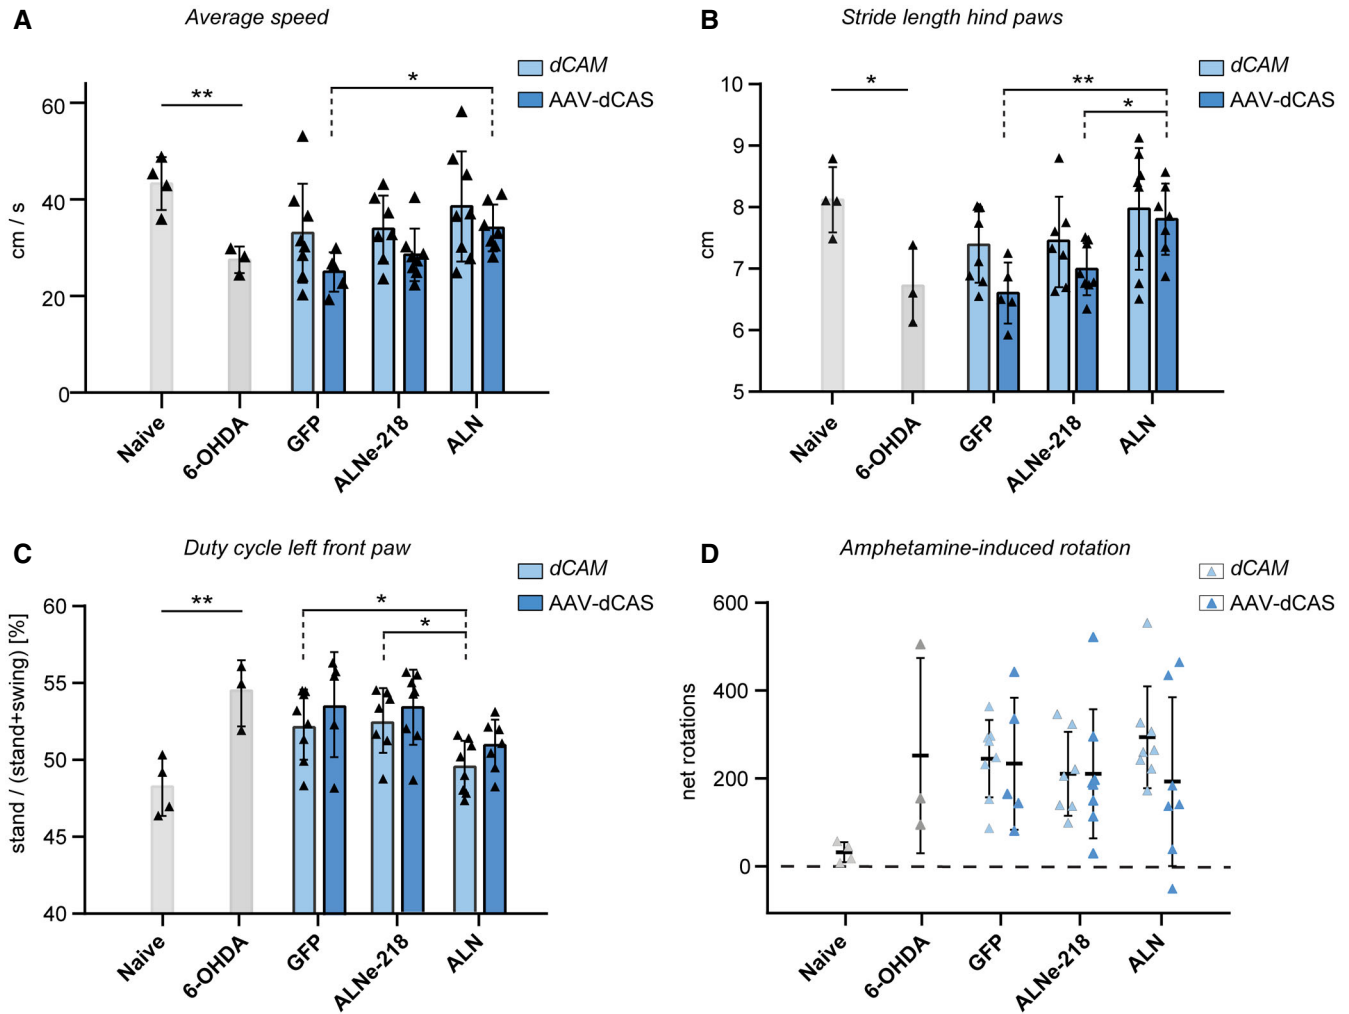 A
Average speed
dCAM
AAV-dCAS
**
*
60
40
20
0
cm / s
Naive
6-OHDA
GFP
ALNe-218
ALN
B
Stride length hind paws
dCAM
AAV-dCAS
*
**
*
10
9
8
7
6
5
cm
Naive
6-OHDA
GFP
ALNe-218
ALN
C
Duty cycle left front paw
dCAM
AAV-dCAS
**
*
*
60
55
50
45
40
stand / (stand+swing) [%]
Naive
6-OHDA
GFP
ALNe-218
ALN
D
Amphetamine-induced rotation
dCAM
AAV-dCAS
600
400
200
0
net rotations
Naive
6-OHDA
GFP
ALNe-218
ALN